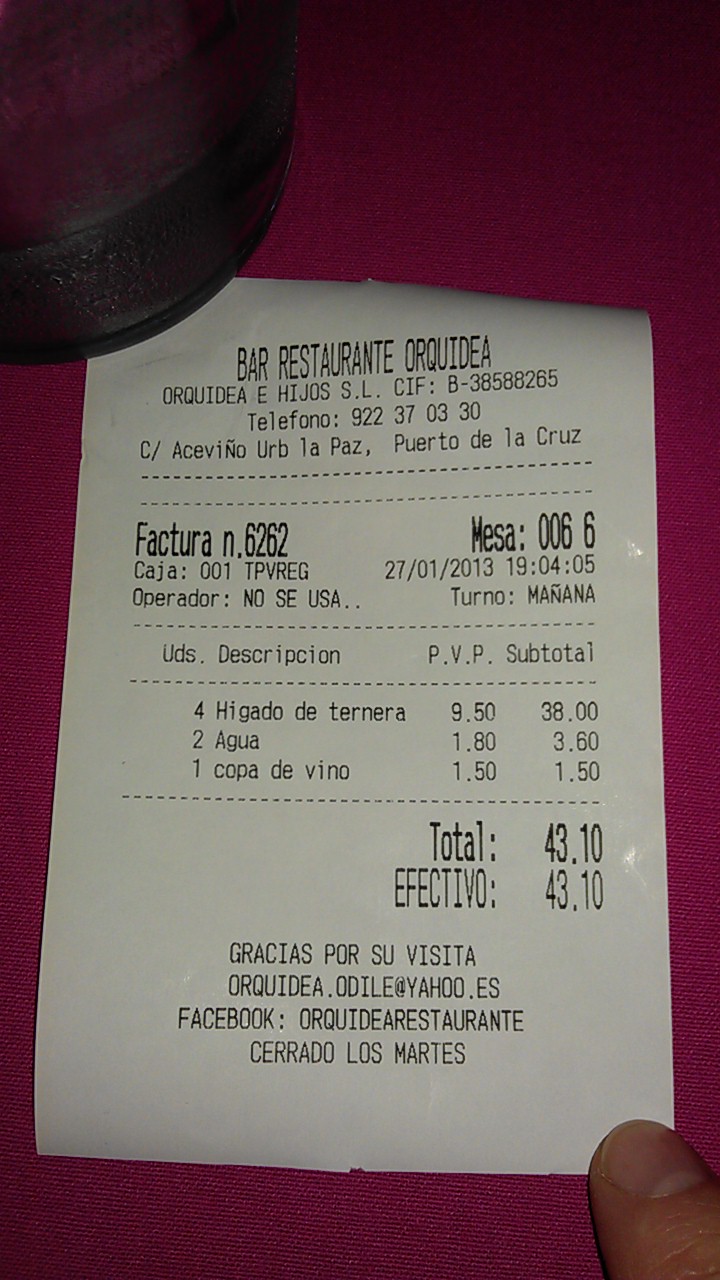 BAR RESTAURANTE ORQUIDEA
ORQUIDEA E HIJOS S.L. CIF: B-38588265
Telefono: 922 37 03 30
C/ Aceviño Urb la Paz, Puerto de la Cruz
Factura n.6262 Mesa: 006 6
Caja: 001 TPVREG 27/01/2013 19:04:05
Operador: NO SE USA.. Turno: MAÑANA
Uds. Descripcion P.V.P. Subtotal
4 Higado de ternera 9.50 38.00
2 Agua 1.80 3.60
1 copa de vino 1.50 1.50
Total: 43.10
EFECTIVO: 43.10
GRACIAS POR SU VISITA
ORQUIDEA.ODILE@YAHOO.ES
FACEBOOK: ORQUIDEARESTAURANTE
CERRADO LOS MARTES